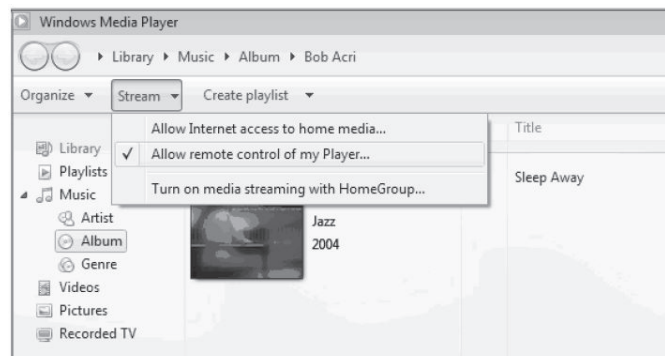 Windows Media Player
Library Music Album Bob Acri
Organize Stream Create playlist
Allow Internet access to home media...
Allow remote control of my Player...
Turn on media streaming with HomeGroup...
Library
Playlists
Music
Artist
Album
Genre
Videos
Pictures
Recorded TV
Jazz
2004
Title
Sleep Away